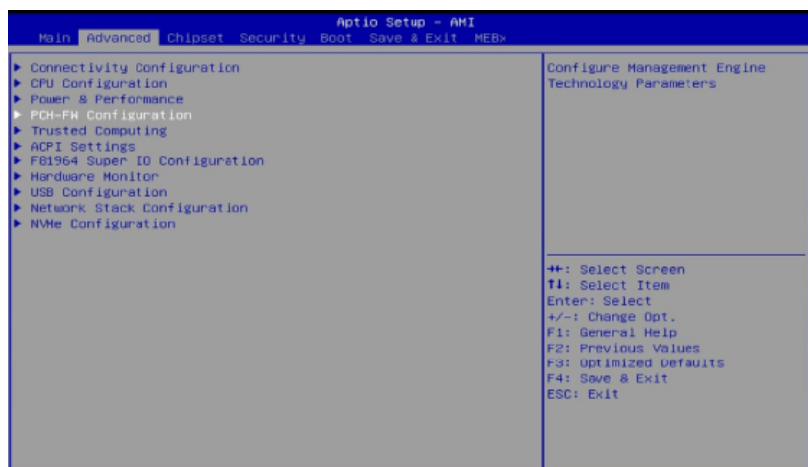 Aptio Setup - AMI
Main Advanced Chipset Security Boot Save & Exit MEBx
Connectivity Configuration
CPU Configuration
Power & Performance
PCH-FW Configuration
Trusted Computing
ACPI Settings
F81964 Super IO Configuration
Hardware Monitor
USB Configuration
Network Stack Configuration
NVMe Configuration
Configure Management Engine
Technology Parameters
→←: Select Screen
↑↓: Select Item
Enter: Select
+/-: Change Opt.
F1: General Help
F2: Previous Values
F3: Optimized Defaults
F4: Save & Exit
ESC: Exit